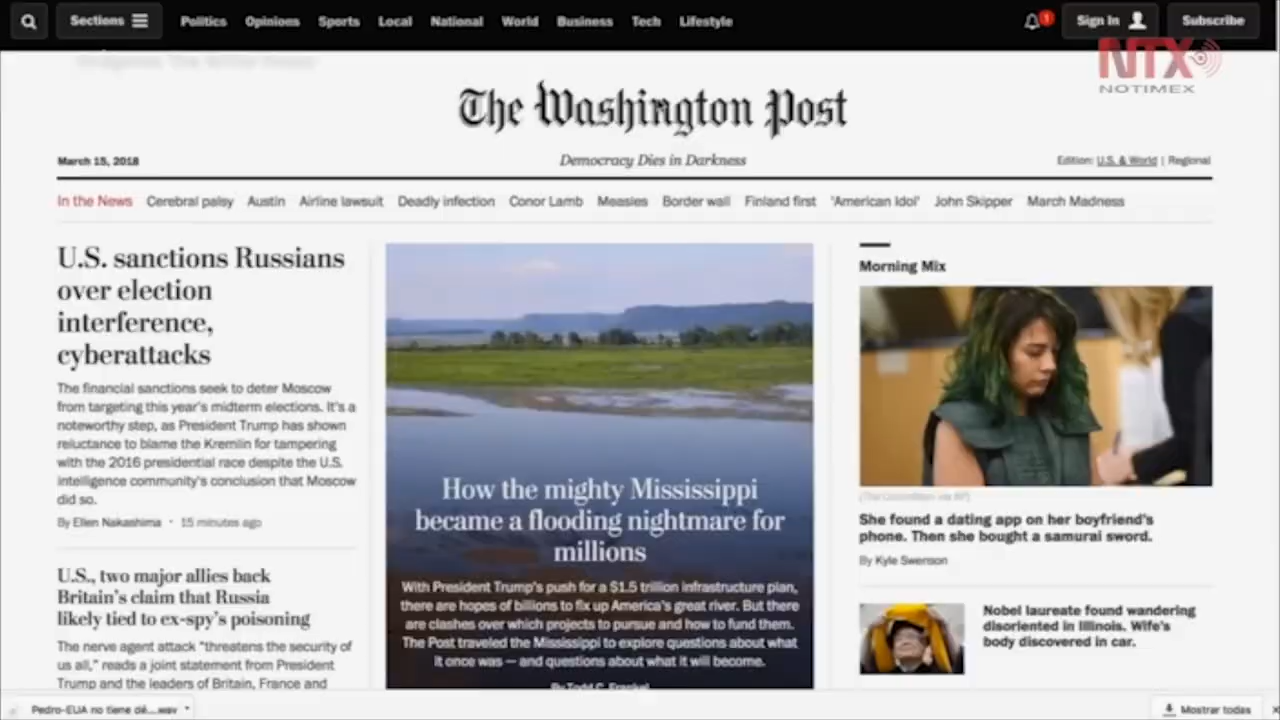 Sections
Politics
Opinions
Sports
Local
National
World
Business
Tech
Lifestyle
1
Sign In
Subscribe
NTX
NOTIMEX
The Washington Post
March 15, 2018
Democracy Dies in Darkness
Edition: U.S. & World | Regional
In the News
Cerebral palsy
Austin
Airline lawsuit
Deadly infection
Conor Lamb
Measles
Border wall
Finland first
'American Idol'
John Skipper
March Madness
U.S. sanctions Russians
over election
interference,
cyberattacks
The financial sanctions seek to deter Moscow
from targeting this year's midterm elections. It's a
noteworthy step, as President Trump has shown
reluctance to blame the Kremlin for tampering
with the 2016 presidential race despite the U.S.
intelligence community's conclusion that Moscow
did so.
By Ellen Nakashima • 15 minutes ago
U.S., two major allies back
Britain's claim that Russia
likely tied to ex-spy's poisoning
The nerve agent attack "threatens the security of
us all," reads a joint statement from President
Trump and the leaders of Britain, France and
How the mighty Mississippi
became a flooding nightmare for
millions
With President Trump's push for a $1.5 trillion infrastructure plan,
there are hopes of billions to fix up America's great river. But there
are clashes over which projects to pursue and how to fund them.
The Post traveled the Mississippi to explore questions about what
it once was — and questions about what it will become.
By Todd C. Frankel
Morning Mix
She found a dating app on her boyfriend's
phone. Then she bought a samurai sword.
By Kyle Swenson
Nobel laureate found wandering
disoriented in Illinois. Wife's
body discovered in car.
Pedro-EUA no tiene dé....wav
Mostrar todas